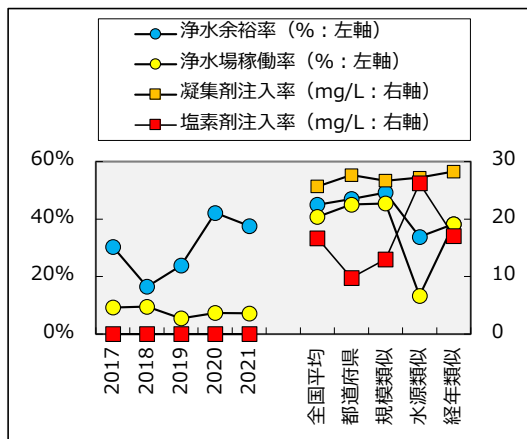 浄水余裕率（%：左軸）
浄水場稼働率（%：左軸）
凝集剤注入率（mg/L：右軸）
塩素剤注入率（mg/L：右軸）
60%
40%
20%
0%
30
20
10
0
2017
2018
2019
2020
2021
全国平均
都道府県
規模類似
水源類似
経年類似